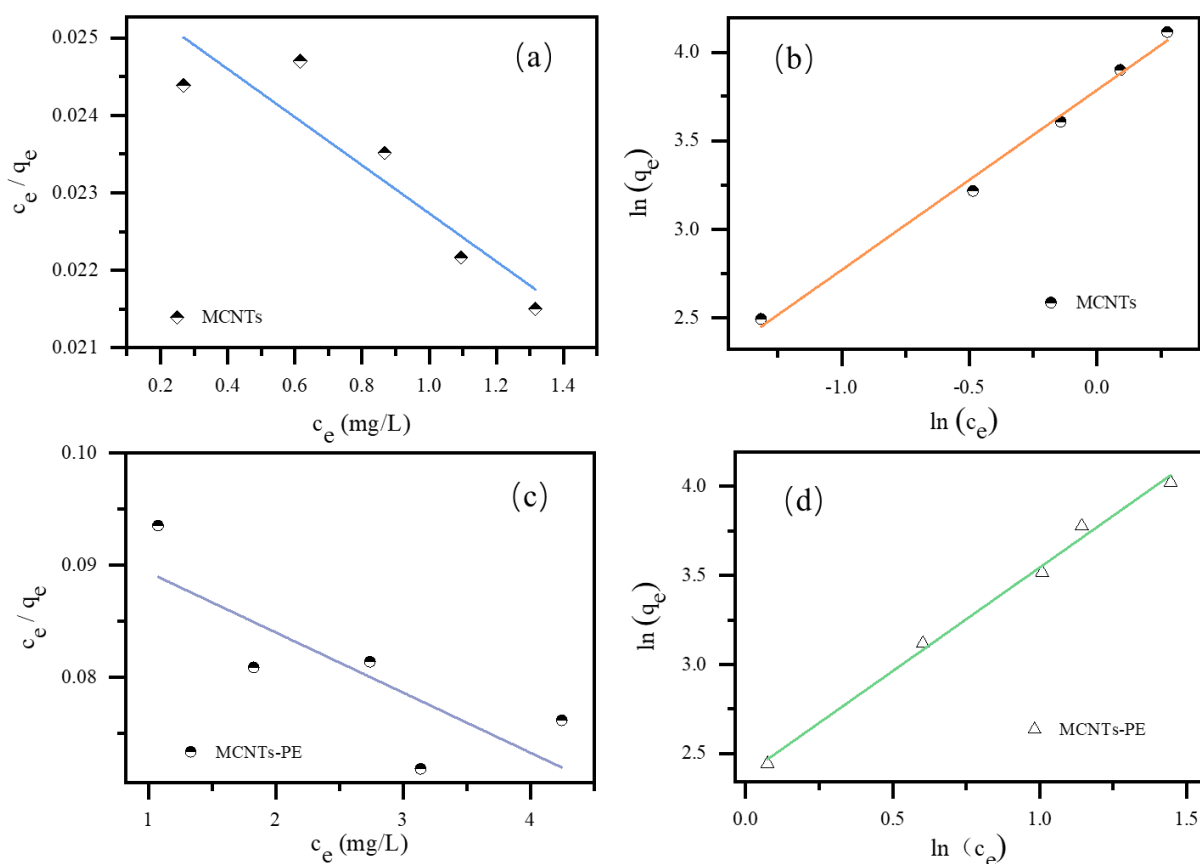 (a)
c_e / q_e
0.025
0.024
0.023
0.022
0.021
MCNTs
0.2 0.4 0.6 0.8 1.0 1.2 1.4
c_e (mg/L)
(b)
ln (q_e)
4.0
3.5
3.0
2.5
MCNTs
-1.0 -0.5 0.0
ln (c_e)
(c)
c_e / q_e
0.10
0.09
0.08
MCNTs-PE
1 2 3 4
c_e (mg/L)
(d)
ln (q_e)
4.0
3.5
3.0
2.5
MCNTs-PE
0.0 0.5 1.0 1.5
ln (c_e)